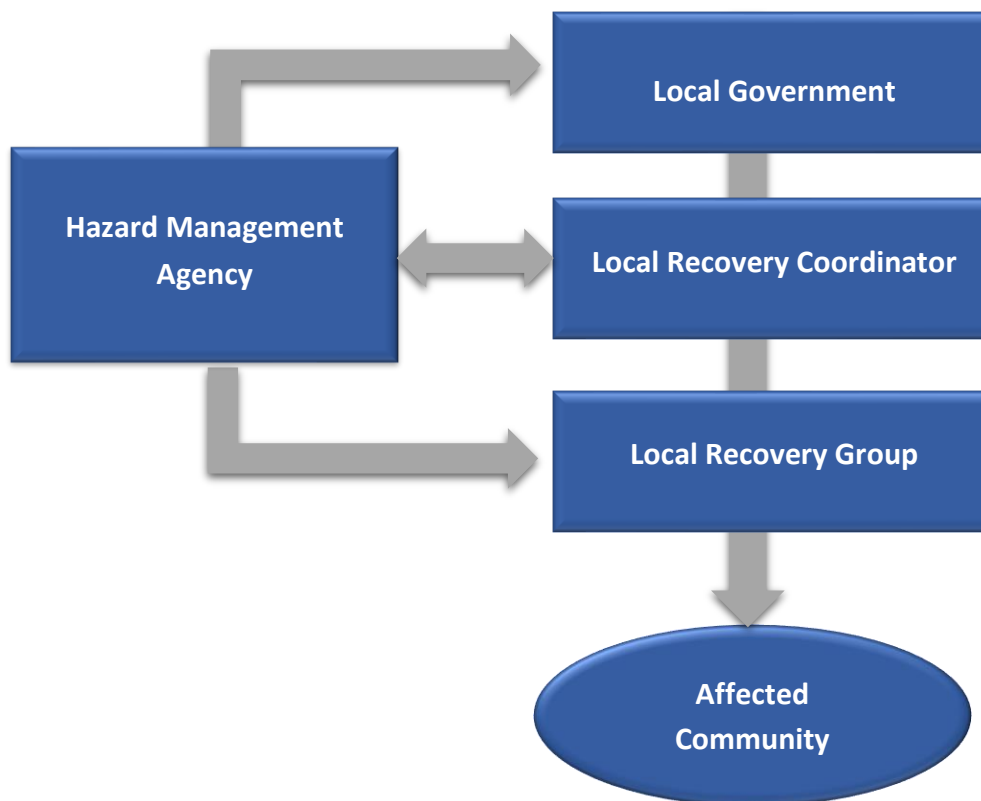 Local Government
Hazard Management
Agency
Local Recovery Coordinator
Local Recovery Group
Affected
Community